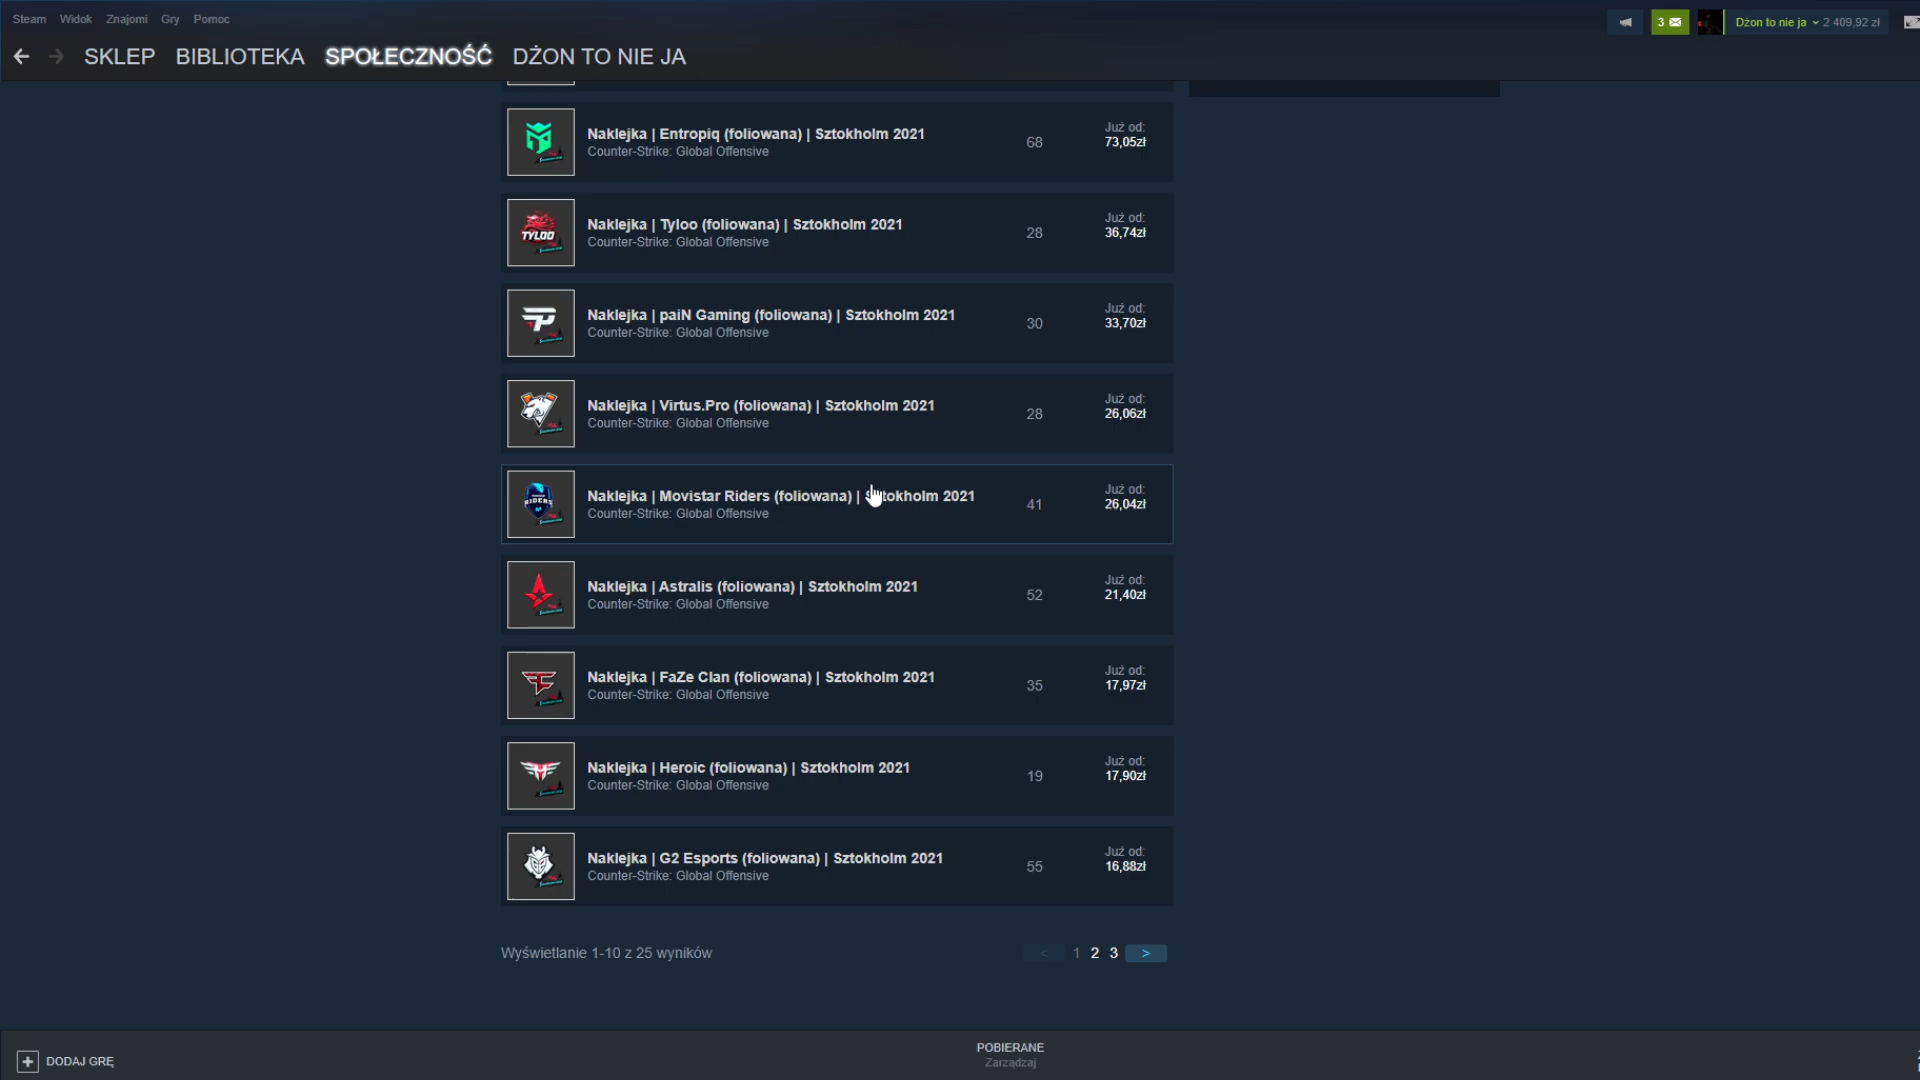 Steam Widok Znajomi Gry Pomoc
3
Dżon to nie ja 2 409,92 zł
SKLEP BIBLIOTEKA SPOŁECZNOŚĆ DŻON TO NIE JA
Naklejka | Entropiq (foliowana) | Sztokholm 2021
Counter-Strike: Global Offensive
68
Już od:
73,05zł
TYLOO
Naklejka | Tyloo (foliowana) | Sztokholm 2021
Counter-Strike: Global Offensive
28
Już od:
36,74zł
Naklejka | paiN Gaming (foliowana) | Sztokholm 2021
Counter-Strike: Global Offensive
30
Już od:
33,70zł
Naklejka | Virtus.Pro (foliowana) | Sztokholm 2021
Counter-Strike: Global Offensive
28
Już od:
26,06zł
RIDERS
Naklejka | Movistar Riders (foliowana) | Sztokholm 2021
Counter-Strike: Global Offensive
41
Już od:
26,04zł
Naklejka | Astralis (foliowana) | Sztokholm 2021
Counter-Strike: Global Offensive
52
Już od:
21,40zł
Naklejka | FaZe Clan (foliowana) | Sztokholm 2021
Counter-Strike: Global Offensive
35
Już od:
17,97zł
Naklejka | Heroic (foliowana) | Sztokholm 2021
Counter-Strike: Global Offensive
19
Już od:
17,90zł
Naklejka | G2 Esports (foliowana) | Sztokholm 2021
Counter-Strike: Global Offensive
55
Już od:
16,88zł
Wyświetlanie 1-10 z 25 wyników
< 1 2 3 >
DODAJ GRĘ
POBIERANE
Zarządzaj